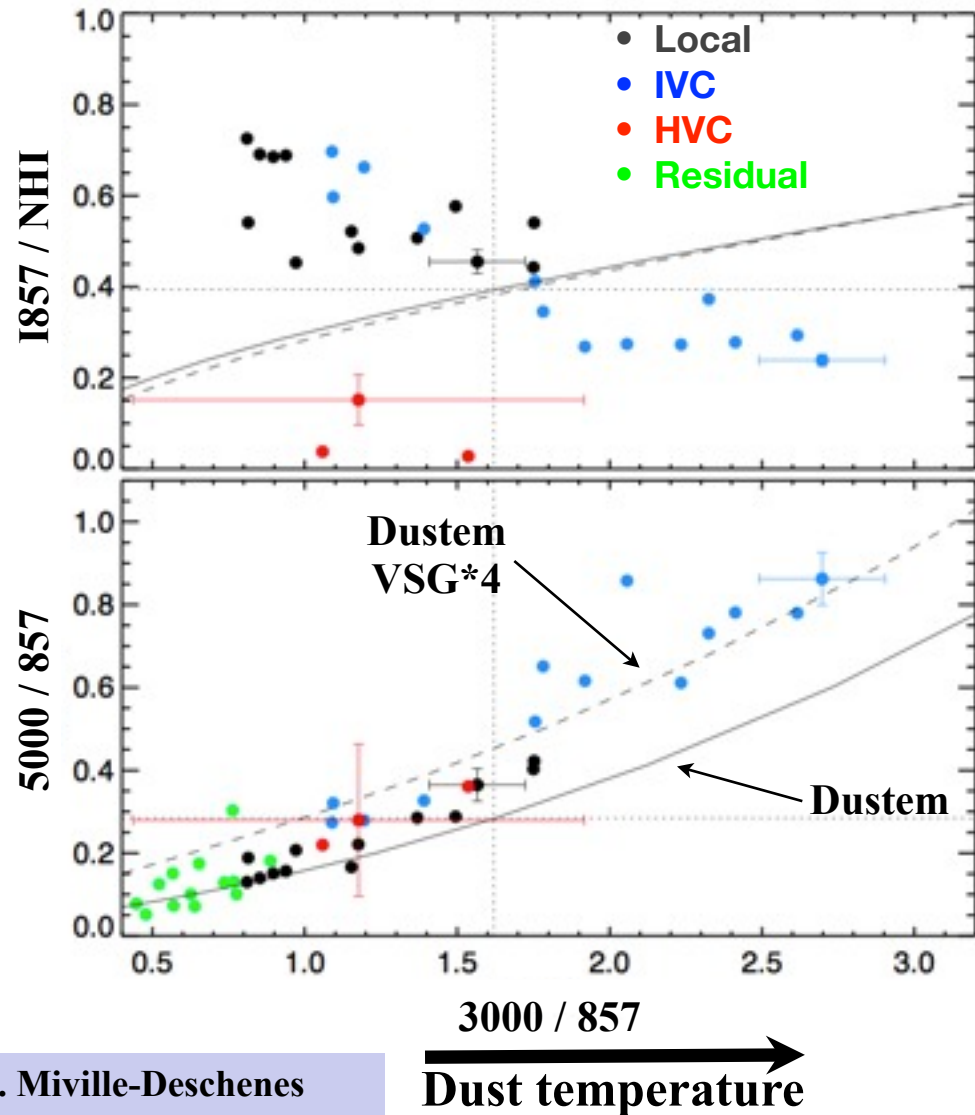 1.0
Local
IVC
HVC
Residual
0.8
0.6
0.4
0.2
0.0
I857 / NHI
1.0
Dustem
VSG*4
0.8
0.6
0.4
Dustem
0.2
0.0
5000 / 857
0.5 1.0 1.5 2.0 2.5 3.0
3000 / 857
. Miville-Deschenes
Dust temperature